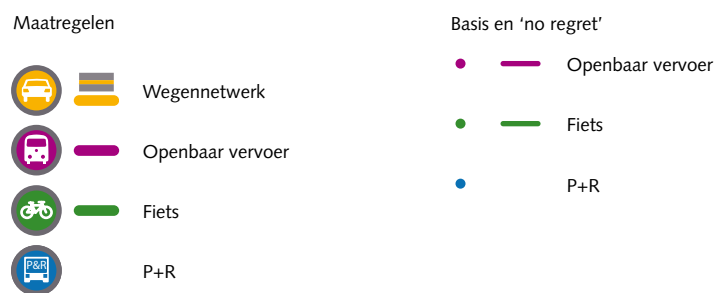 Maatregelen
Wegennetwerk
Openbaar vervoer
Fiets
P&R
P+R
Basis en ‘no regret’
Openbaar vervoer
Fiets
P+R